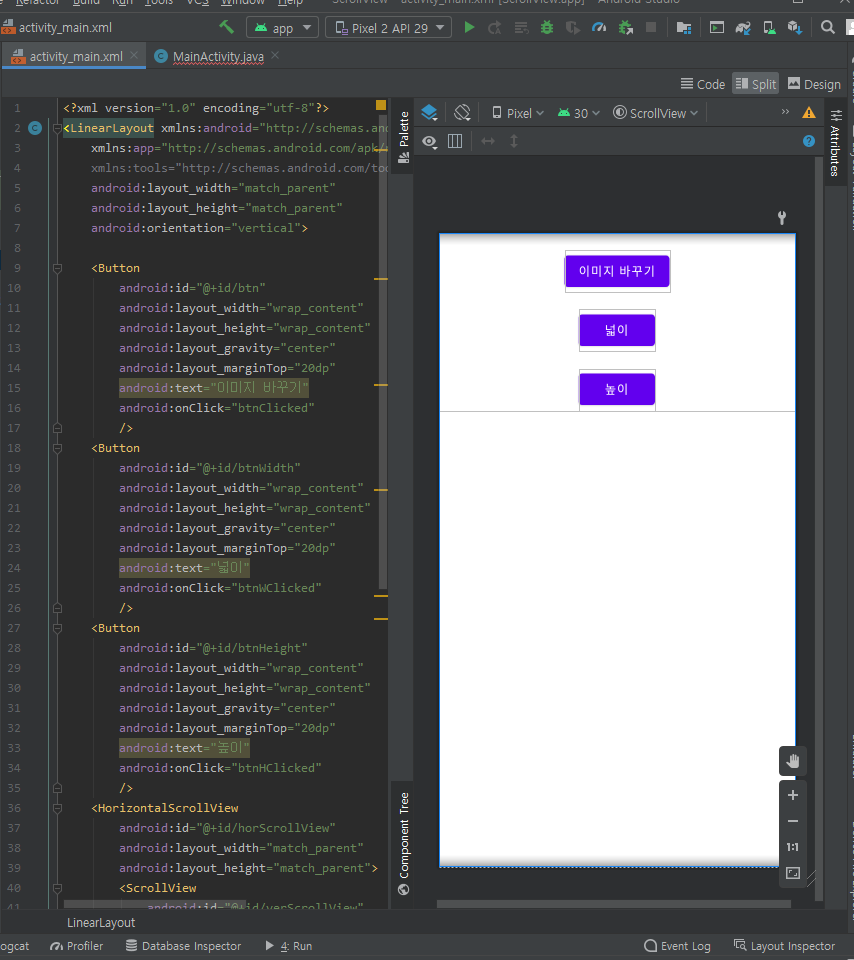 Refactor Build Run Tools VCS Window Help ScrollView - activity_main.xml [ScrollView.app] - Android Studio
activity_main.xml app Pixel 2 API 29
activity_main.xml MainActivity.java
Code Split Design
Pixel 30 ScrollView
1 <?xml version="1.0" encoding="utf-8"?>
2 <LinearLayout xmlns:android="http://schemas.an
3 xmlns:app="http://schemas.android.com/apk/
4 xmlns:tools="http://schemas.android.com/too
5 android:layout_width="match_parent"
6 android:layout_height="match_parent"
7 android:orientation="vertical">
8
9 <Button
10 android:id="@+id/btn"
11 android:layout_width="wrap_content"
12 android:layout_height="wrap_content"
13 android:layout_gravity="center"
14 android:layout_marginTop="20dp"
15 android:text="이미지 바꾸기"
16 android:onClick="btnClicked"
17 />
18 <Button
19 android:id="@+id/btnWidth"
20 android:layout_width="wrap_content"
21 android:layout_height="wrap_content"
22 android:layout_gravity="center"
23 android:layout_marginTop="20dp"
24 android:text="넓이"
25 android:onClick="btnWClicked"
26 />
27 <Button
28 android:id="@+id/btnHeight"
29 android:layout_width="wrap_content"
30 android:layout_height="wrap_content"
31 android:layout_gravity="center"
32 android:layout_marginTop="20dp"
33 android:text="높이"
34 android:onClick="btnHClicked"
35 />
36 <HorizontalScrollView
37 android:id="@+id/horScrollView"
38 android:layout_width="match_parent"
39 android:layout_height="match_parent">
40 <ScrollView
41 android:id="@+id/verScrollView"
Palette
Component Tree
이미지 바꾸기
넓이
높이
1:1
Attributes
LinearLayout
ogcat Profiler Database Inspector 4: Run Event Log Layout Inspector